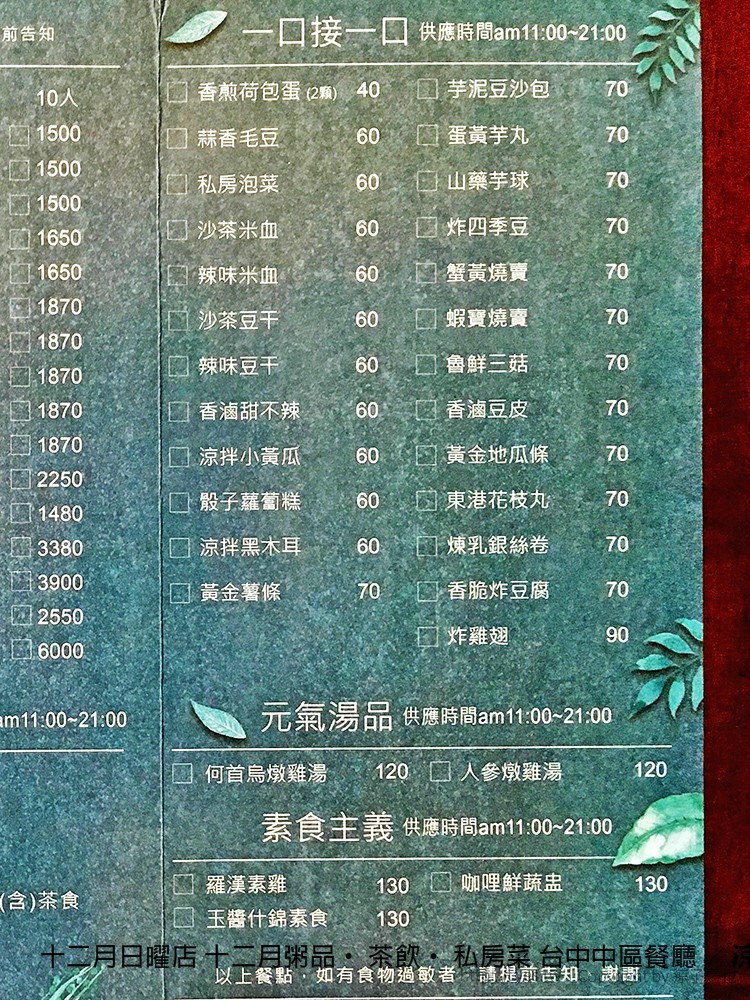 前告知
10人
1500
1500
1500
1650
1650
1870
1870
1870
1870
1870
2250
1480
3380
3900
2550
6000
am11:00~21:00
(含)茶食
一口接一口 供應時間am11:00~21:00
香煎荷包蛋(2顆) 40 芋泥豆沙包 70
蒜香毛豆 60 蛋黃芋丸 70
私房泡菜 60 山藥芋球 70
沙茶米血 60 炸四季豆 70
辣味米血 60 蟹黃燒賣 70
沙茶豆干 60 蝦寶燒賣 70
辣味豆干 60 魯鮮三菇 70
香滷甜不辣 60 香滷豆皮 70
涼拌小黃瓜 60 黃金地瓜條 70
骰子蘿蔔糕 60 東港花枝丸 70
涼拌黑木耳 60 煉乳銀絲卷 70
黃金薯條 70 香脆炸豆腐 70
炸雞翅 90
元氣湯品 供應時間am11:00~21:00
何首烏燉雞湯 120 人參燉雞湯 120
素食主義 供應時間am11:00~21:00
羅漢素雞 130 咖哩鮮蔬盅 130
玉醬什錦素食 130
十二月日曜店 十二月粥品・ 茶飲・ 私房菜 台中中區餐廳
以上餐點，如有食物過敏者，請提前告知、謝謝